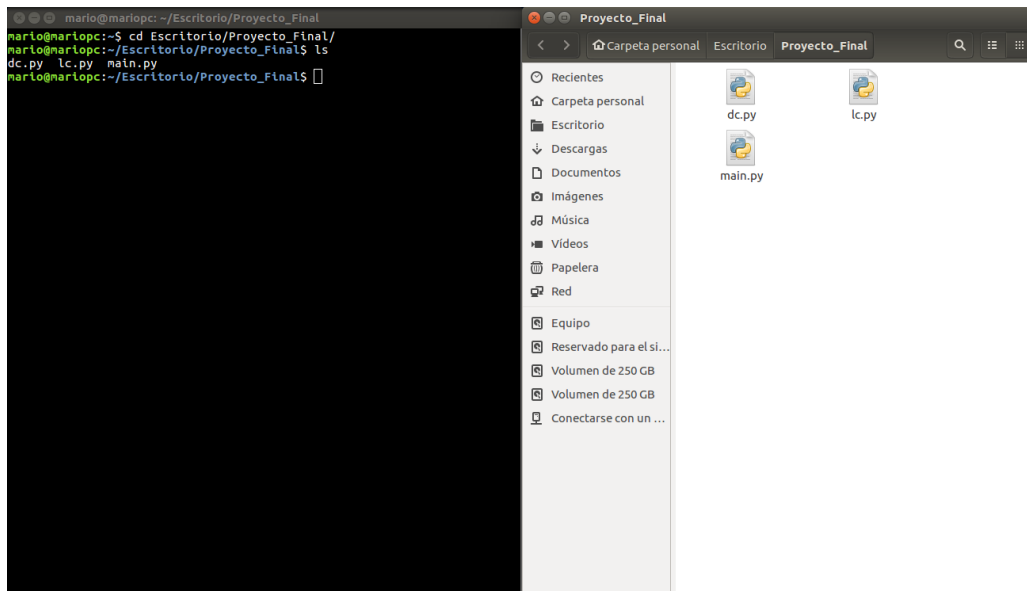 mario@mariopc: ~/Escritorio/Proyecto_Final
mario@mariopc:~$ cd Escritorio/Proyecto_Final/
mario@mariopc:~/Escritorio/Proyecto_Final$ ls
dc.py  lc.py  main.py
mario@mariopc:~/Escritorio/Proyecto_Final$
Proyecto_Final
Carpeta personal Escritorio Proyecto_Final
Recientes
Carpeta personal
Escritorio
Descargas
Documentos
Imágenes
Música
Vídeos
Papelera
Red
Equipo
Reservado para el si...
Volumen de 250 GB
Volumen de 250 GB
Conectarse con un ...
dc.py lc.py
main.py